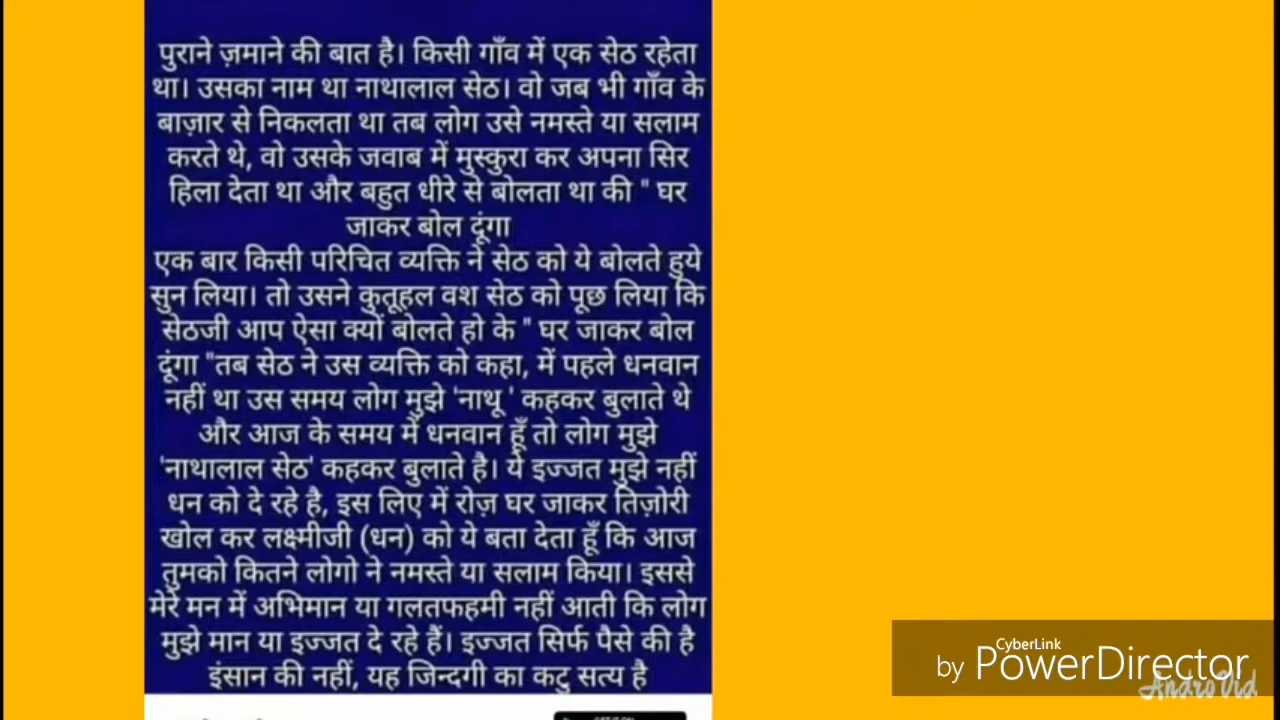 पुराने ज़माने की बात है। किसी गाँव में एक सेठ रहेता
था। उसका नाम था नाथालाल सेठ। वो जब भी गाँव के
बाज़ार से निकलता था तब लोग उसे नमस्ते या सलाम
करते थे, वो उसके जवाब में मुस्कुरा कर अपना सिर
हिला देता था और बहुत धीरे से बोलता था की " घर
जाकर बोल दूंगा
एक बार किसी परिचित व्यक्ति ने सेठ को ये बोलते हुये
सुन लिया। तो उसने कुतूहल वश सेठ को पूछ लिया कि
सेठजी आप ऐसा क्यों बोलते हो के " घर जाकर बोल
दूंगा "तब सेठ ने उस व्यक्ति को कहा, में पहले धनवान
नहीं था उस समय लोग मुझे 'नाथू ' कहकर बुलाते थे
और आज के समय में धनवान हूँ तो लोग मुझे
'नाथालाल सेठ' कहकर बुलाते है। ये इज्जत मुझे नहीं
धन को दे रहे है, इस लिए में रोज़ घर जाकर तिज़ोरी
खोल कर लक्ष्मीजी (धन) को ये बता देता हूँ कि आज
तुमको कितने लोगो ने नमस्ते या सलाम किया। इससे
मेरे मन में अभिमान या गलतफहमी नहीं आती कि लोग
मुझे मान या इज्जत दे रहे हैं। इज्जत सिर्फ पैसे की है
इंसान की नहीं, यह जिन्दगी का कटु सत्य है
CyberLink
by PowerDirector
AndroVid